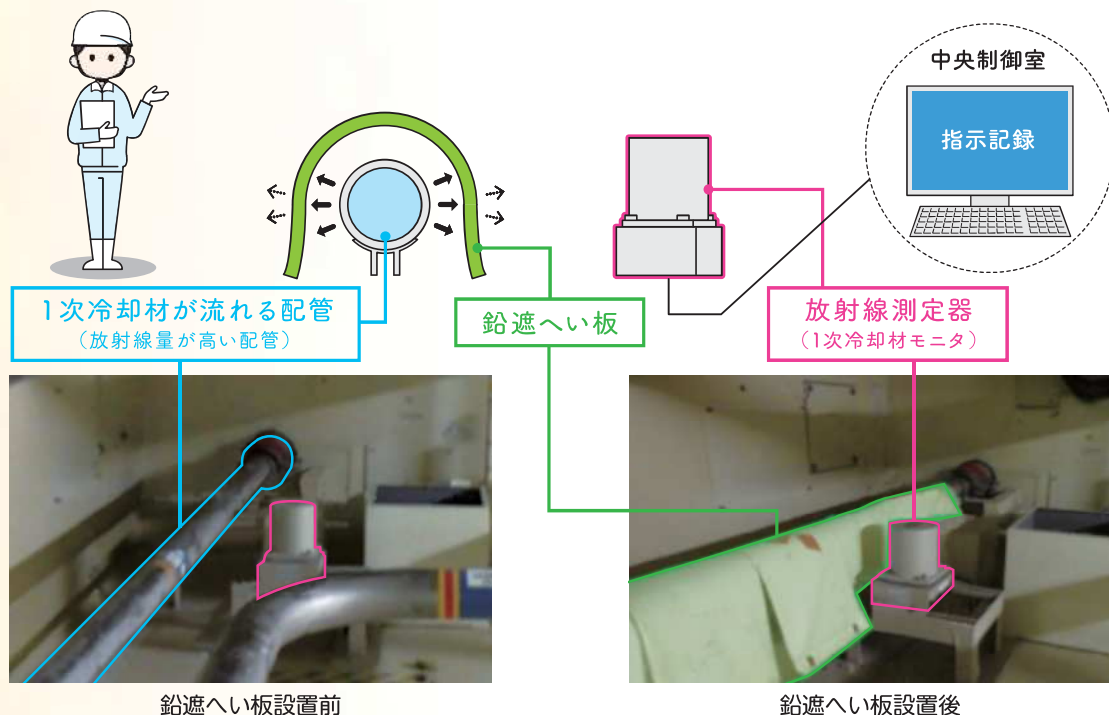 中央制御室
指示記録
1次冷却材が流れる配管
(放射線量が高い配管)
鉛遮へい板
放射線測定器
(1次冷却材モニタ)
鉛遮へい板設置前
鉛遮へい板設置後